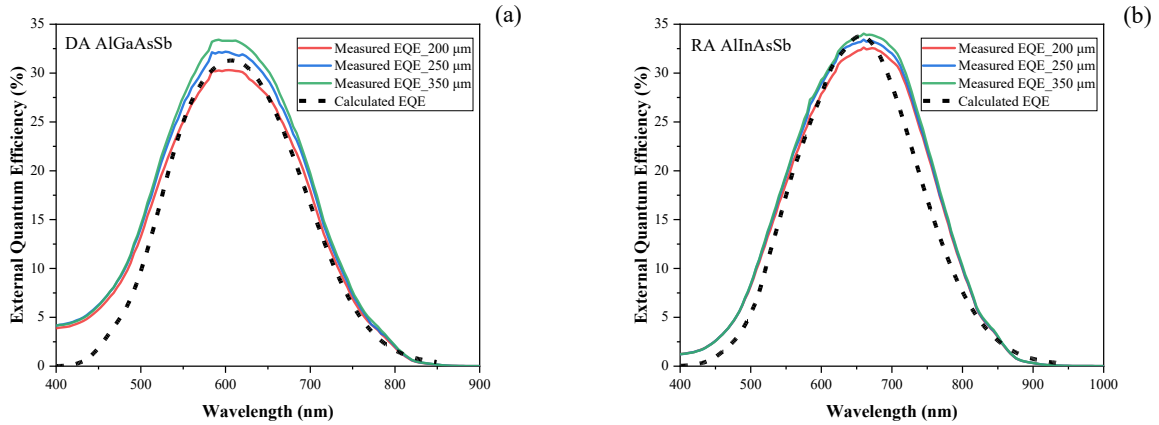 (a)
DA AlGaAsSb
Measured EQE_200 μm
Measured EQE_250 μm
Measured EQE_350 μm
Calculated EQE
External Quantum Efficiency (%)
35
30
25
20
15
10
5
0
400 500 600 700 800 900
Wavelength (nm)
(b)
RA AlInAsSb
Measured EQE_200 μm
Measured EQE_250 μm
Measured EQE_350 μm
Calculated EQE
External Quantum Efficiency (%)
35
30
25
20
15
10
5
0
400 500 600 700 800 900 1000
Wavelength (nm)